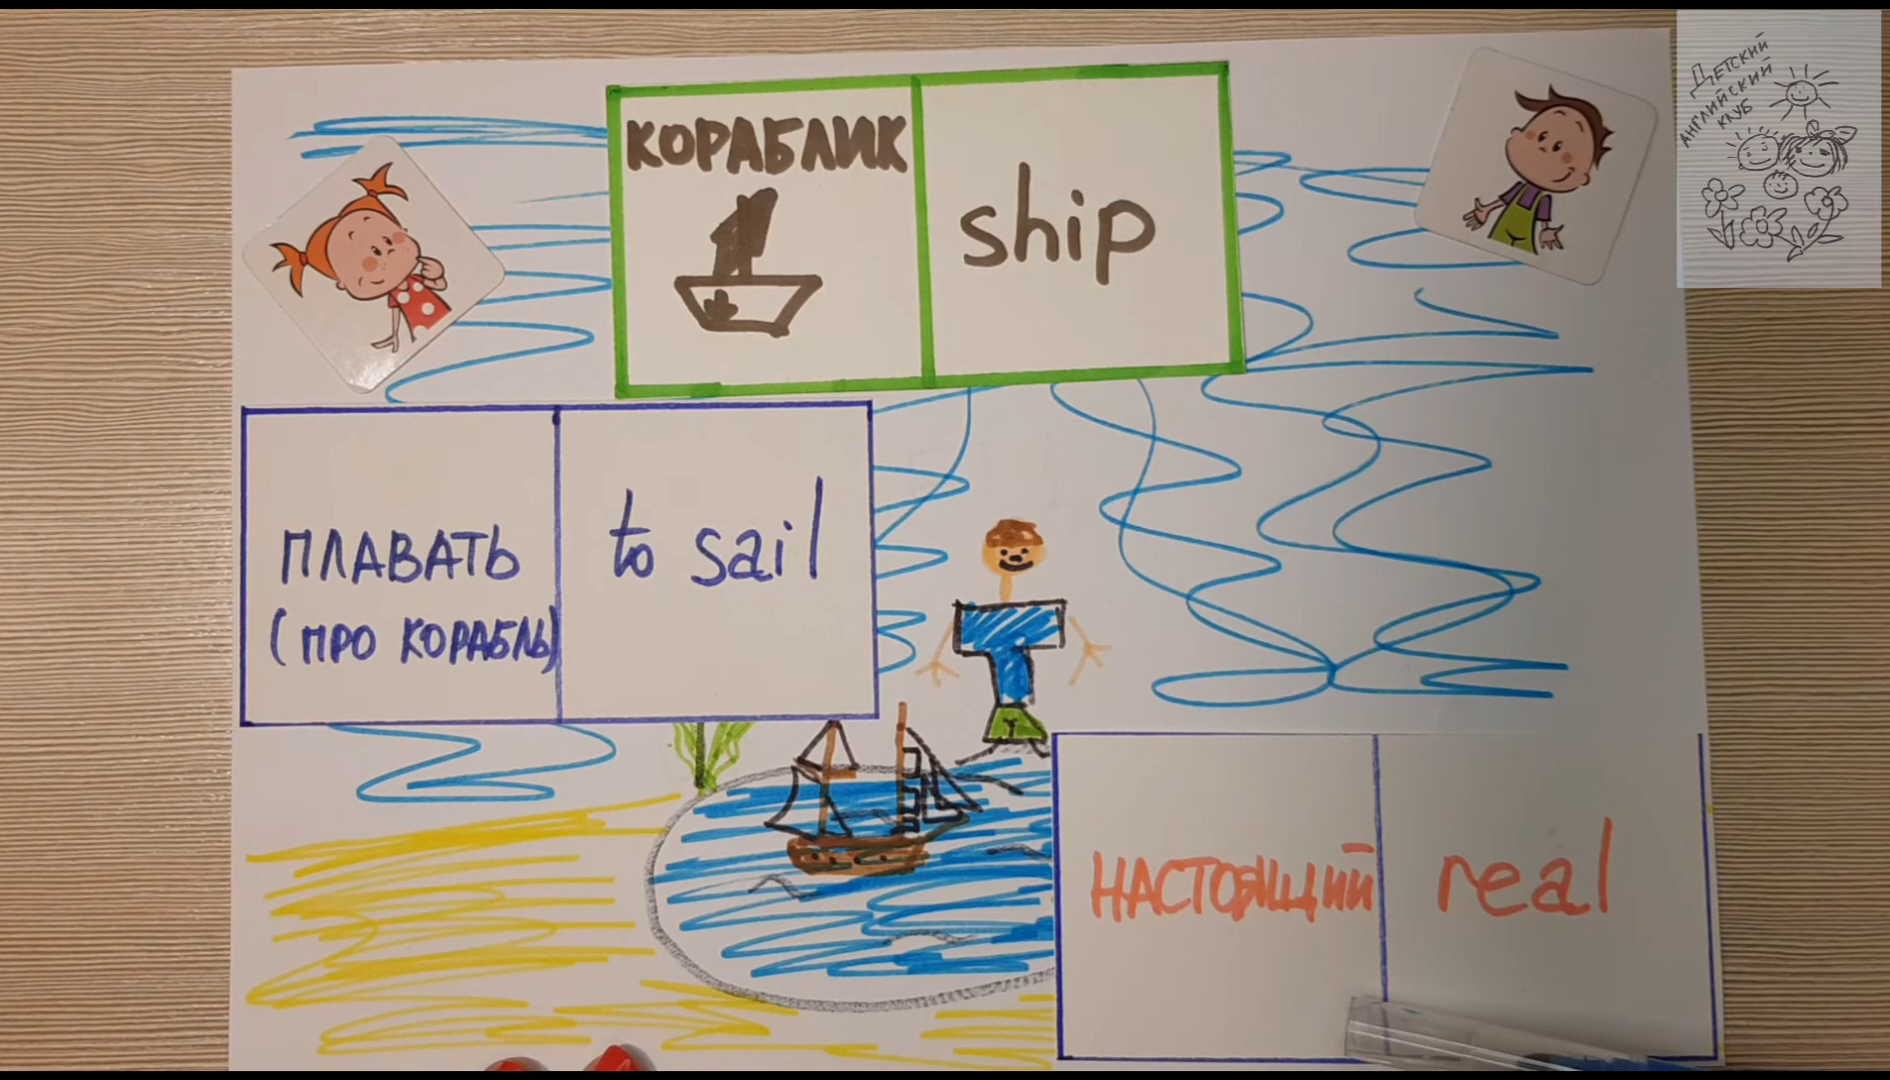 КОРАБЛИК
ship
ПЛАВАТЬ
(ПРО КОРАБЛЬ)
to sail
НАСТОЯЩИЙ
real
ДЕТСКИЙ
АНГЛИЙСКИЙ
КЛУБ